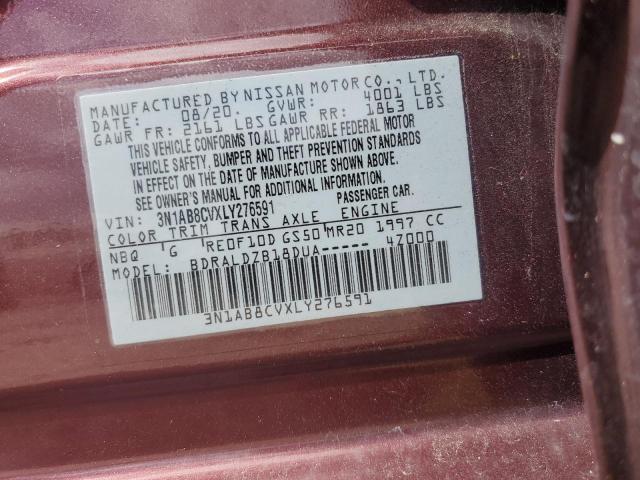 MANUFACTURED BY NISSAN MOTOR CO., LTD.
DATE: 08/20 GVWR: 4001 LBS
GAWR FR: 2161 LBS GAWR RR: 1863 LBS
THIS VEHICLE CONFORMS TO ALL APPLICABLE FEDERAL MOTOR
VEHICLE SAFETY, BUMPER AND THEFT PREVENTION STANDARDS
IN EFFECT ON THE DATE OF MANUFACTURE SHOWN ABOVE.
SEE OWNER'S MANUAL FOR ADDITIONAL INFORMATION.
VIN: 3N1AB8CVXLY276591 PASSENGER CAR.
COLOR TRIM TRANS AXLE ENGINE
NBQ 'G RE0F10D GS50 MR20 1997 CC
MODEL: BDRALDZB18DUA----- 4Z000
3N1AB8CVXLY276591